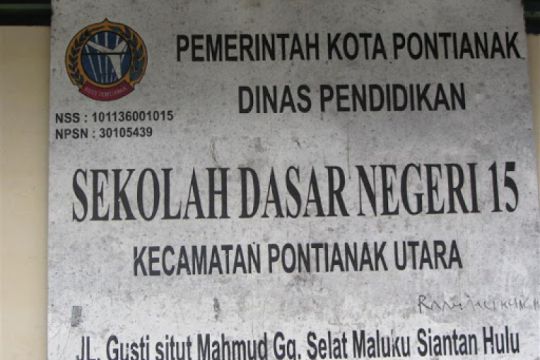 PEMERINTAH KOTA PONTIANAK
DINAS PENDIDIKAN
NSS : 101136001015
NPSN : 30105439
SEKOLAH DASAR NEGERI 15
KECAMATAN PONTIANAK UTARA
JL. Gusti situt Mahmud Gg. Selat Maluku Siantan Hulu